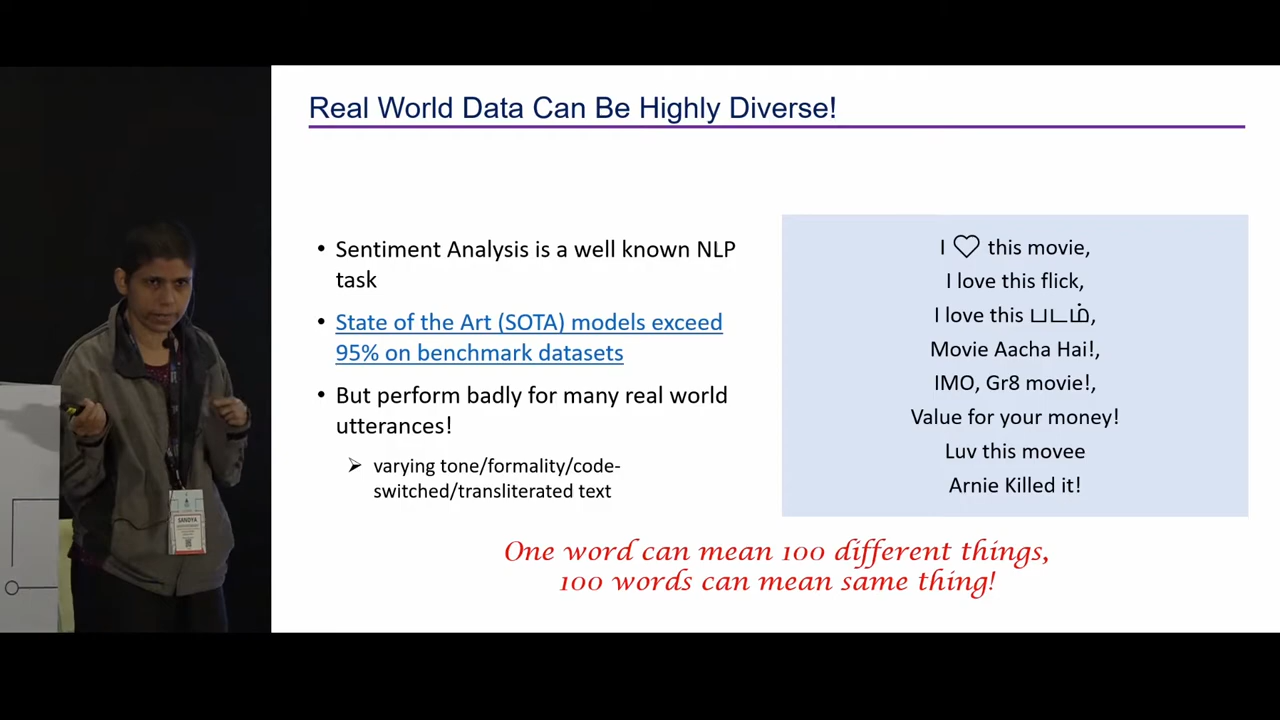 Real World Data Can Be Highly Diverse!
• Sentiment Analysis is a well known NLP
task
• State of the Art (SOTA) models exceed
95% on benchmark datasets
• But perform badly for many real world
utterances!
➢ varying tone/formality/code-
switched/transliterated text
I ♡ this movie,
I love this flick,
I love this படம்,
Movie Aacha Hai!,
IMO, Gr8 movie!,
Value for your money!
Luv this movee
Arnie Killed it!
One word can mean 100 different things,
100 words can mean same thing!
SANDYA